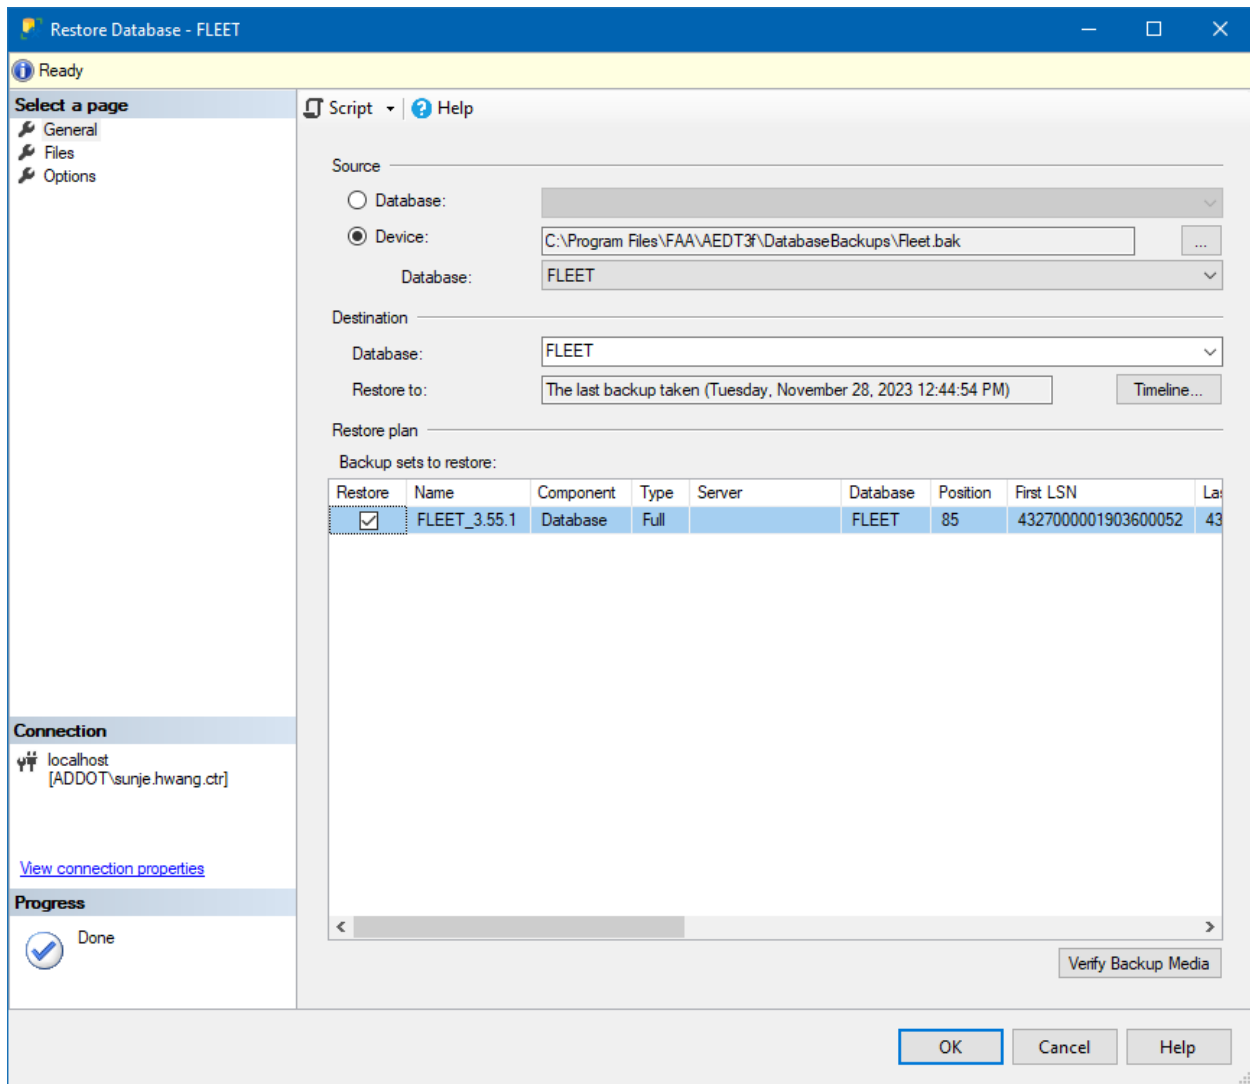 Restore Database - FLEET
Ready
Select a page
General
Files
Options
Script
Help
Source
Database:
Device:
C:\Program Files\FAA\AEDT3f\DatabaseBackups\Fleet.bak
...
Database:
FLEET
Destination
Database:
FLEET
Restore to:
The last backup taken (Tuesday, November 28, 2023 12:44:54 PM)
Timeline...
Restore plan
Backup sets to restore:
Restore Name Component Type Server Database Position First LSN Las
FLEET_3.55.1 Database Full FLEET 85 4327000001903600052 43
Connection
localhost
[ADDOT\sunje.hwang.ctr]
View connection properties
Progress
Done
Verify Backup Media
OK Cancel Help